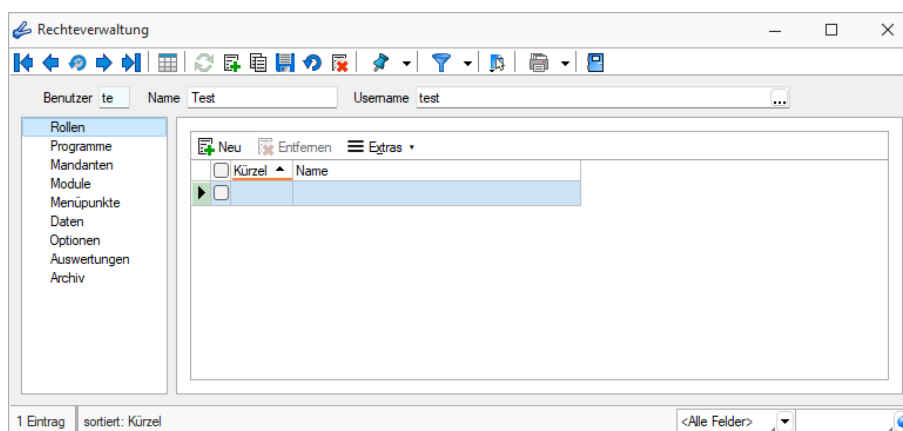 Rechteverwaltung
Benutzer te Name Test Username test ...
Rollen
Programme
Mandanten
Module
Menüpunkte
Daten
Optionen
Auswertungen
Archiv
Neu Entfernen Extras
Kürzel Name
1 Eintrag sortiert: Kürzel <Alle Felder>